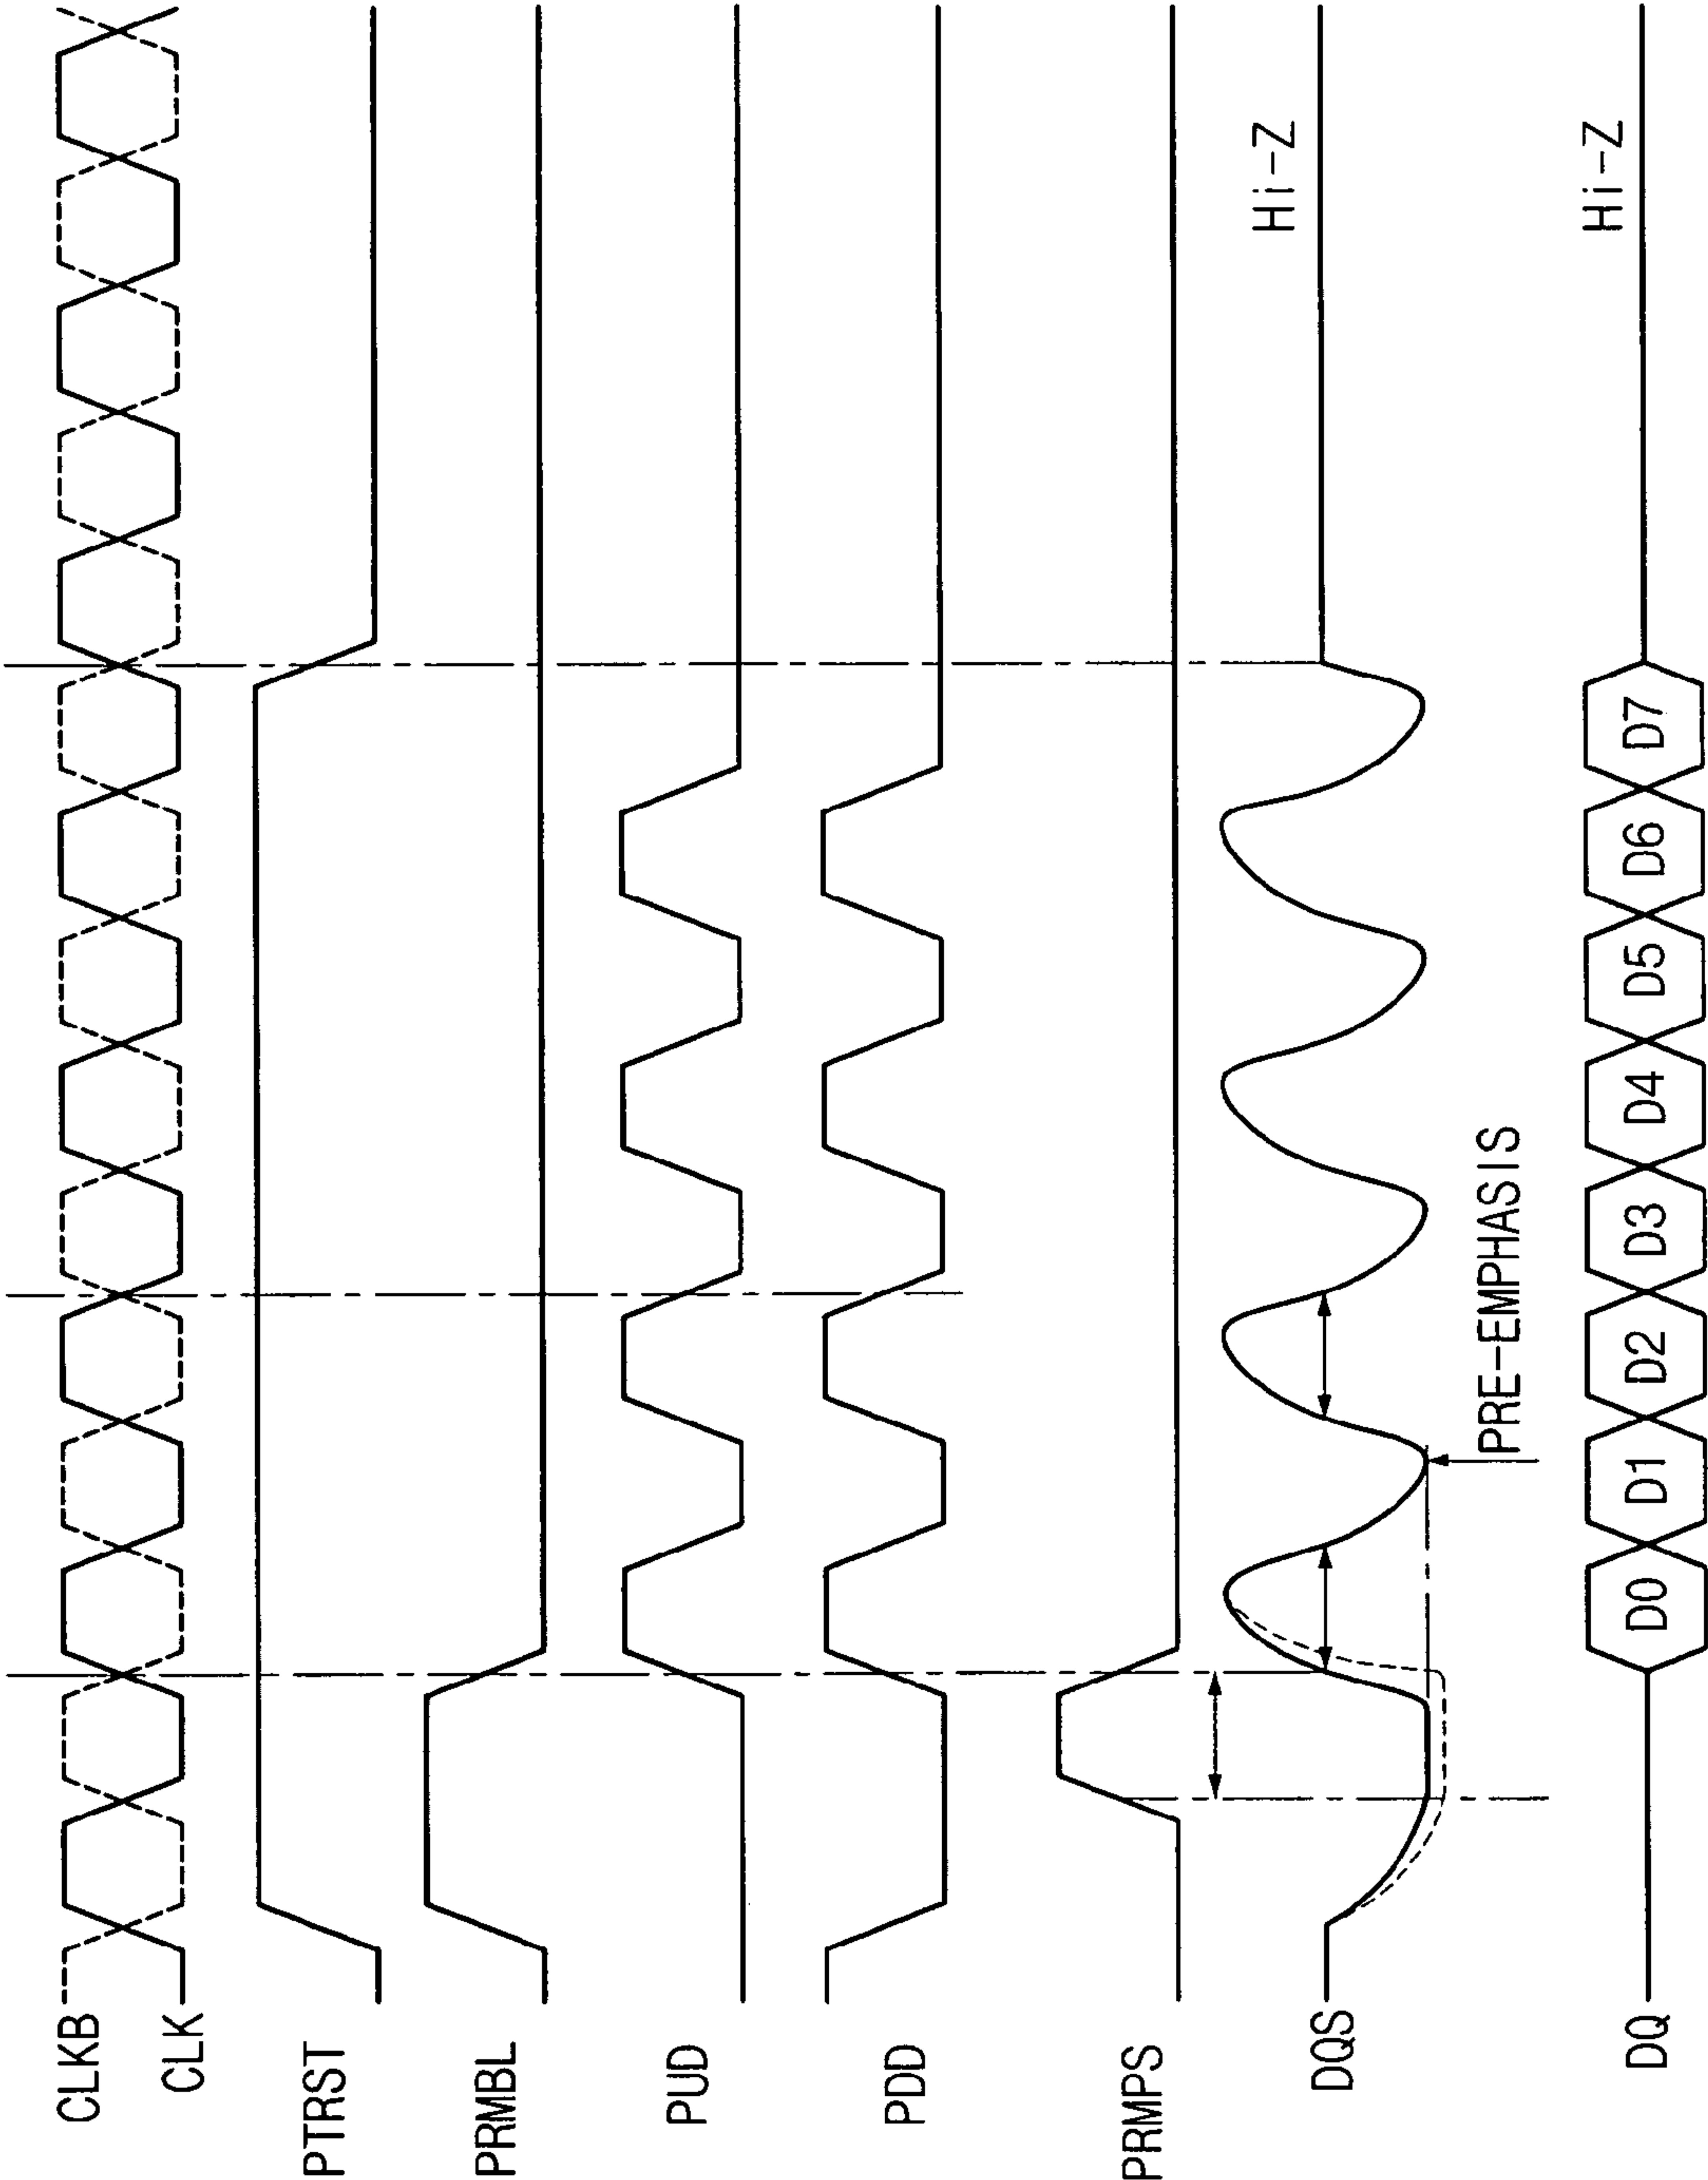 CLKB
CLK
PTRST
PRMBL
PUD
PDD
PRMPS
DQS
Hi-Z
PRE-EMPHASIS
DQ
D0 D1 D2 D3 D4 D5 D6 D7
Hi-Z